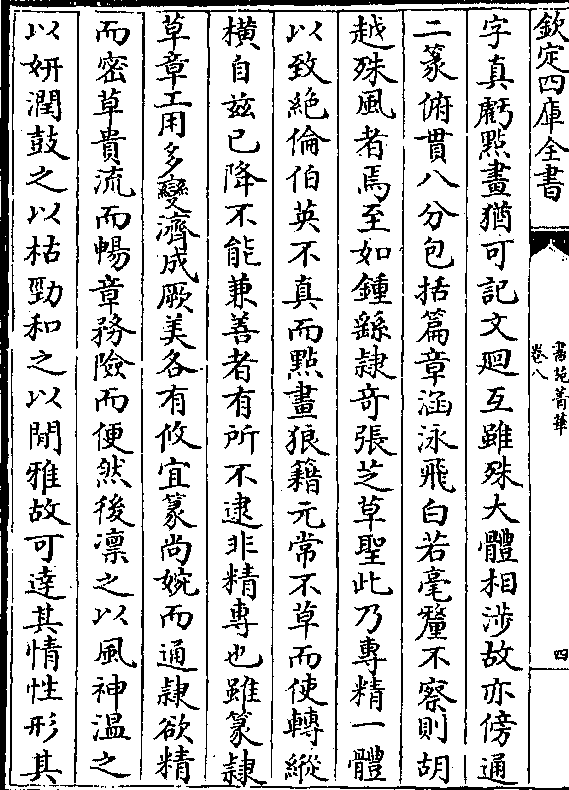 欽定四庫全書
書苑菁華
卷八
四
字真虧點畫猶可記文廻互雖殊大體相涉故亦傍通
二篆俯貫八分包括篇章涵泳飛白若毫釐不察則胡
越殊風者焉至如鍾繇隷竒張芝草聖此乃專精一體
以致絶倫伯英不真而點畫狼籍元常不草而使轉縱
横自兹已降不能兼善者有所不逮非精專也雖篆隷
草章工用多變濟成厥美各有攸宜篆尚婉而通隷欲精
而密草貴流而暢章務險而便然後凛之以風神温之
以妍潤鼓之以枯勁和之以閒雅故可逹其情性形其